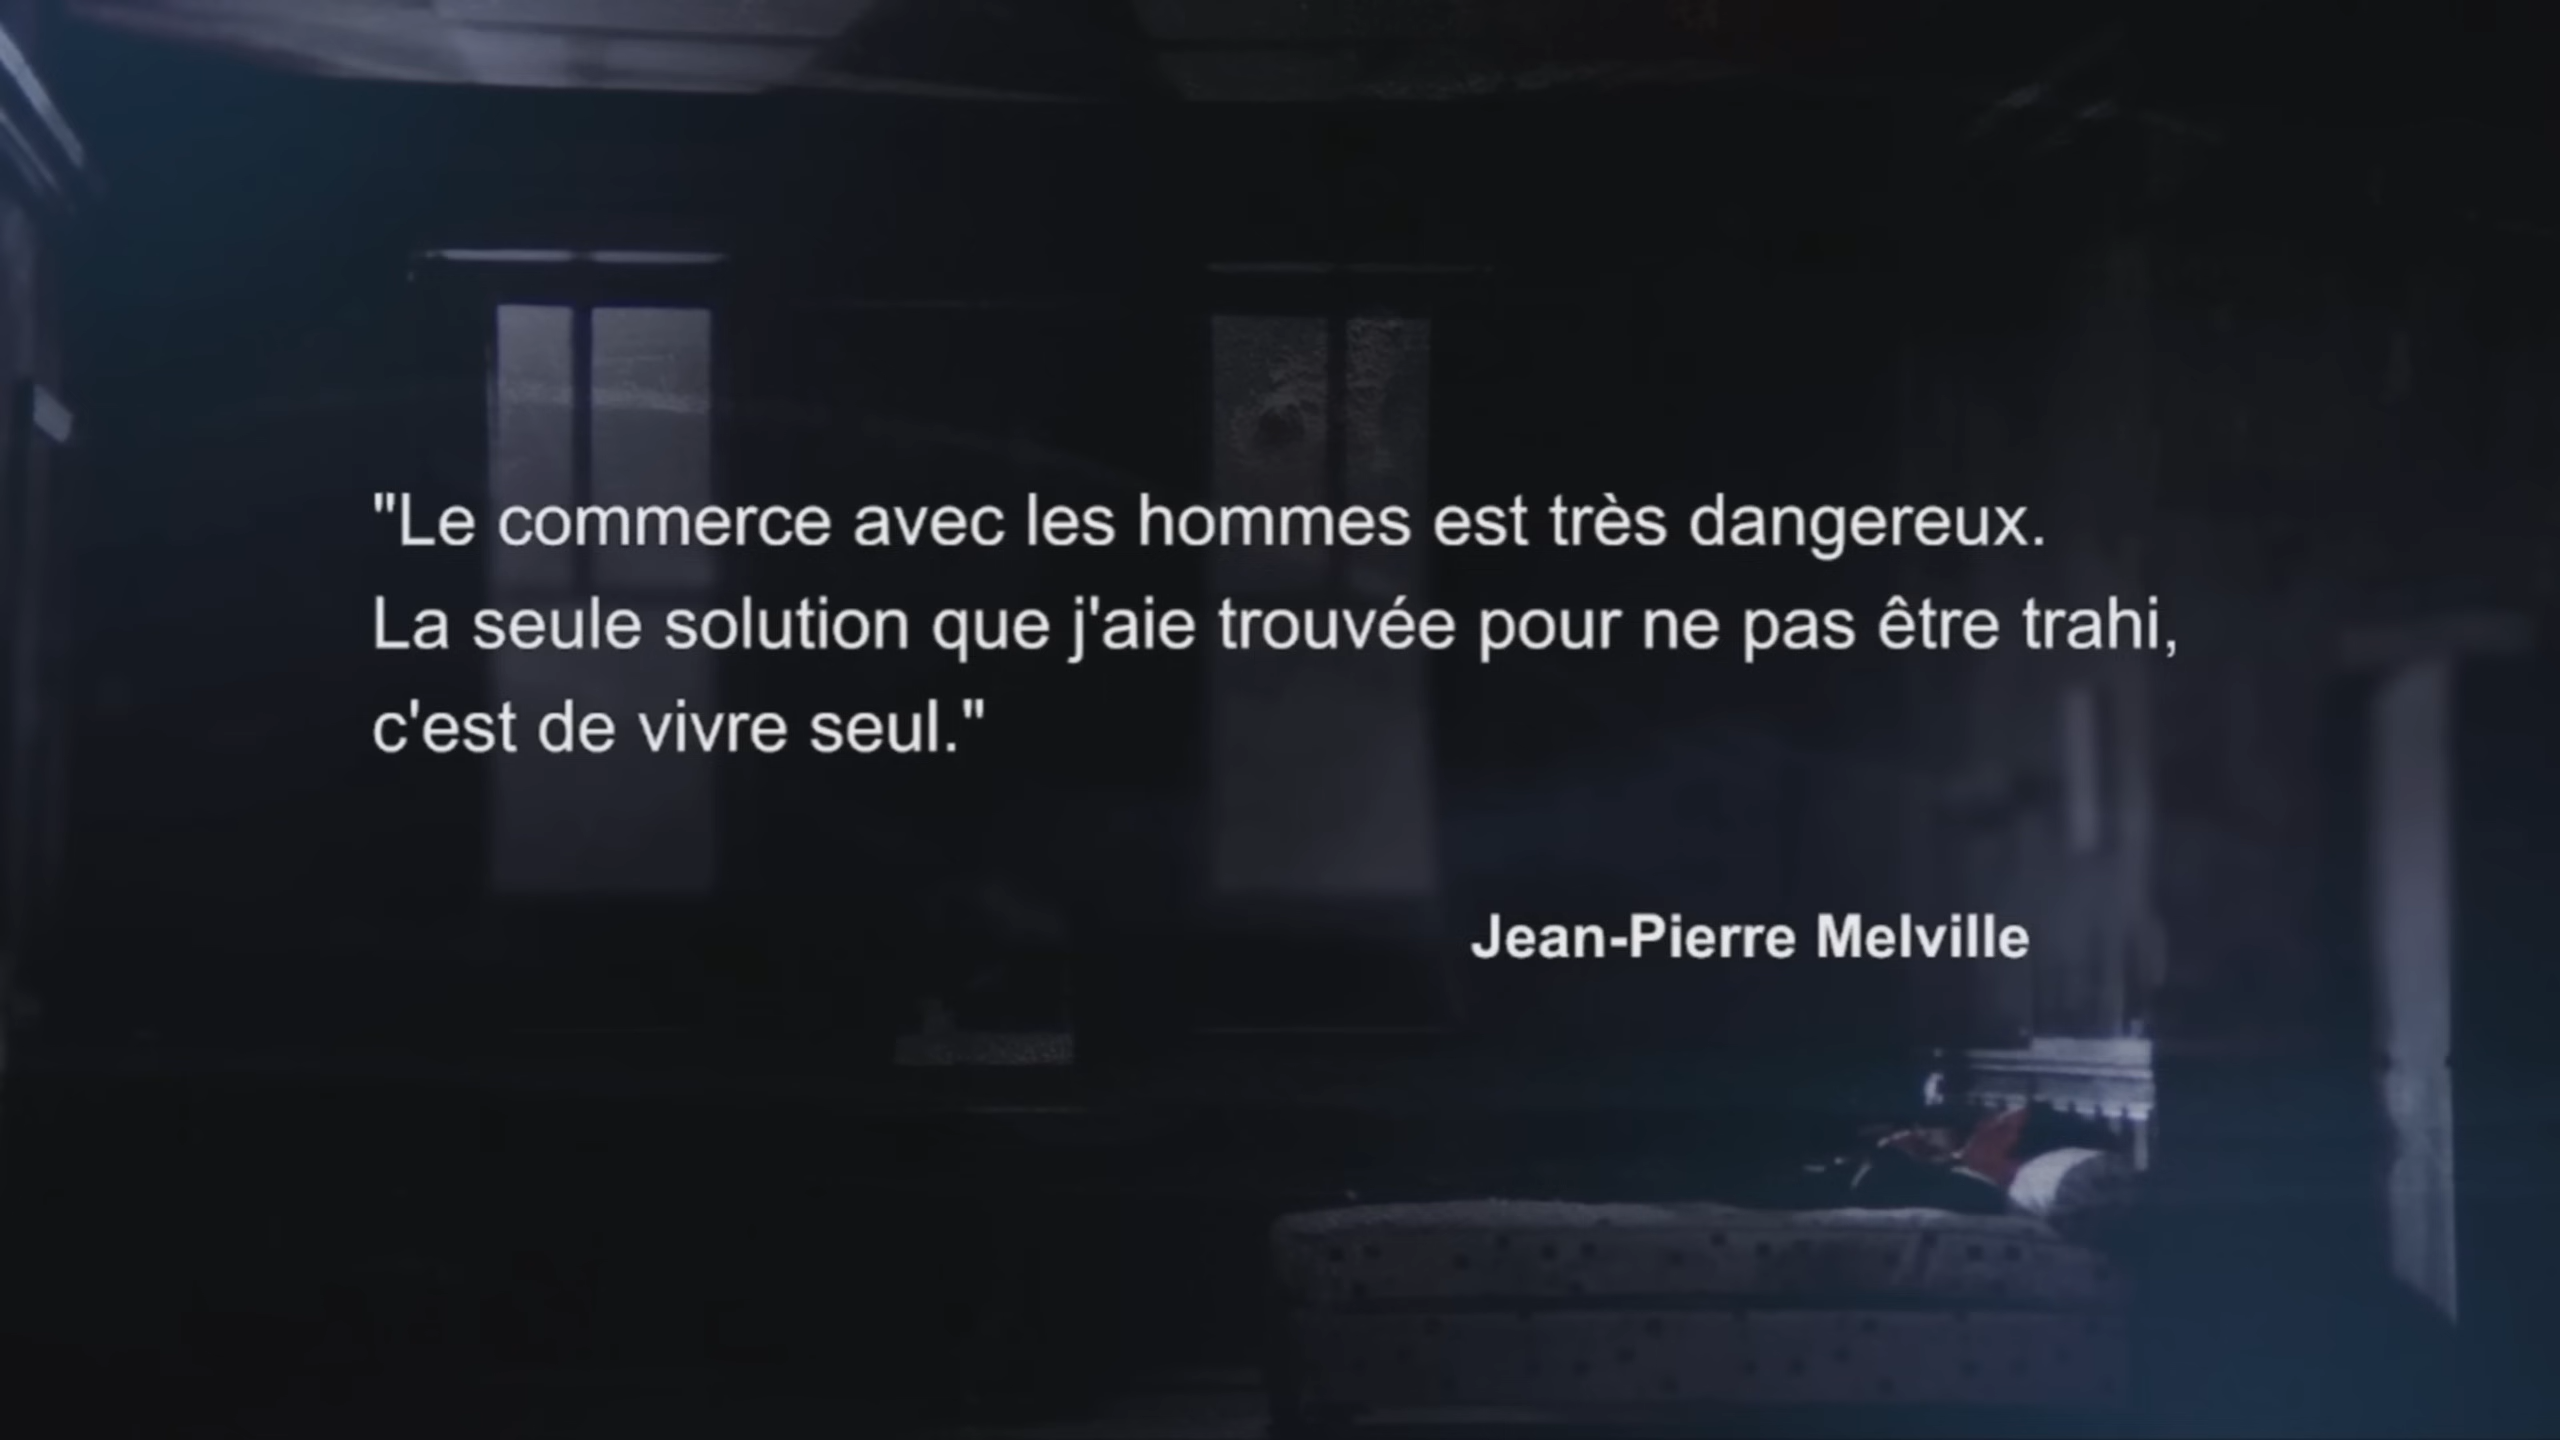 "Le commerce avec les hommes est très dangereux.
La seule solution que j'aie trouvée pour ne pas être trahi,
c'est de vivre seul."
Jean-Pierre Melville